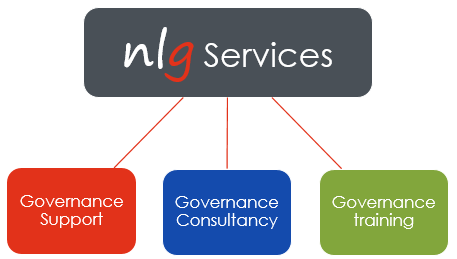 nlg Services
Governance
Support
Governance
Consultancy
Governance
training